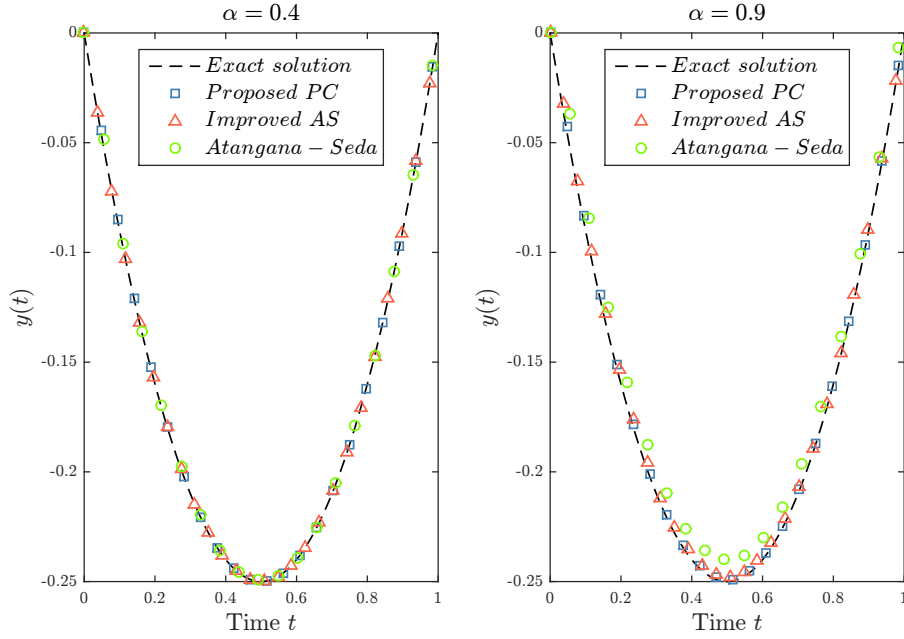 α = 0.4
0
-0.05
-0.1
-0.15
-0.2
-0.25
0
0.2
0.4
0.6
0.8
1
y(t)
Time t
Exact solution
Proposed PC
Improved AS
Atangana − Seda
α = 0.9
0
-0.05
-0.1
-0.15
-0.2
-0.25
0
0.2
0.4
0.6
0.8
1
y(t)
Time t
Exact solution
Proposed PC
Improved AS
Atangana − Seda